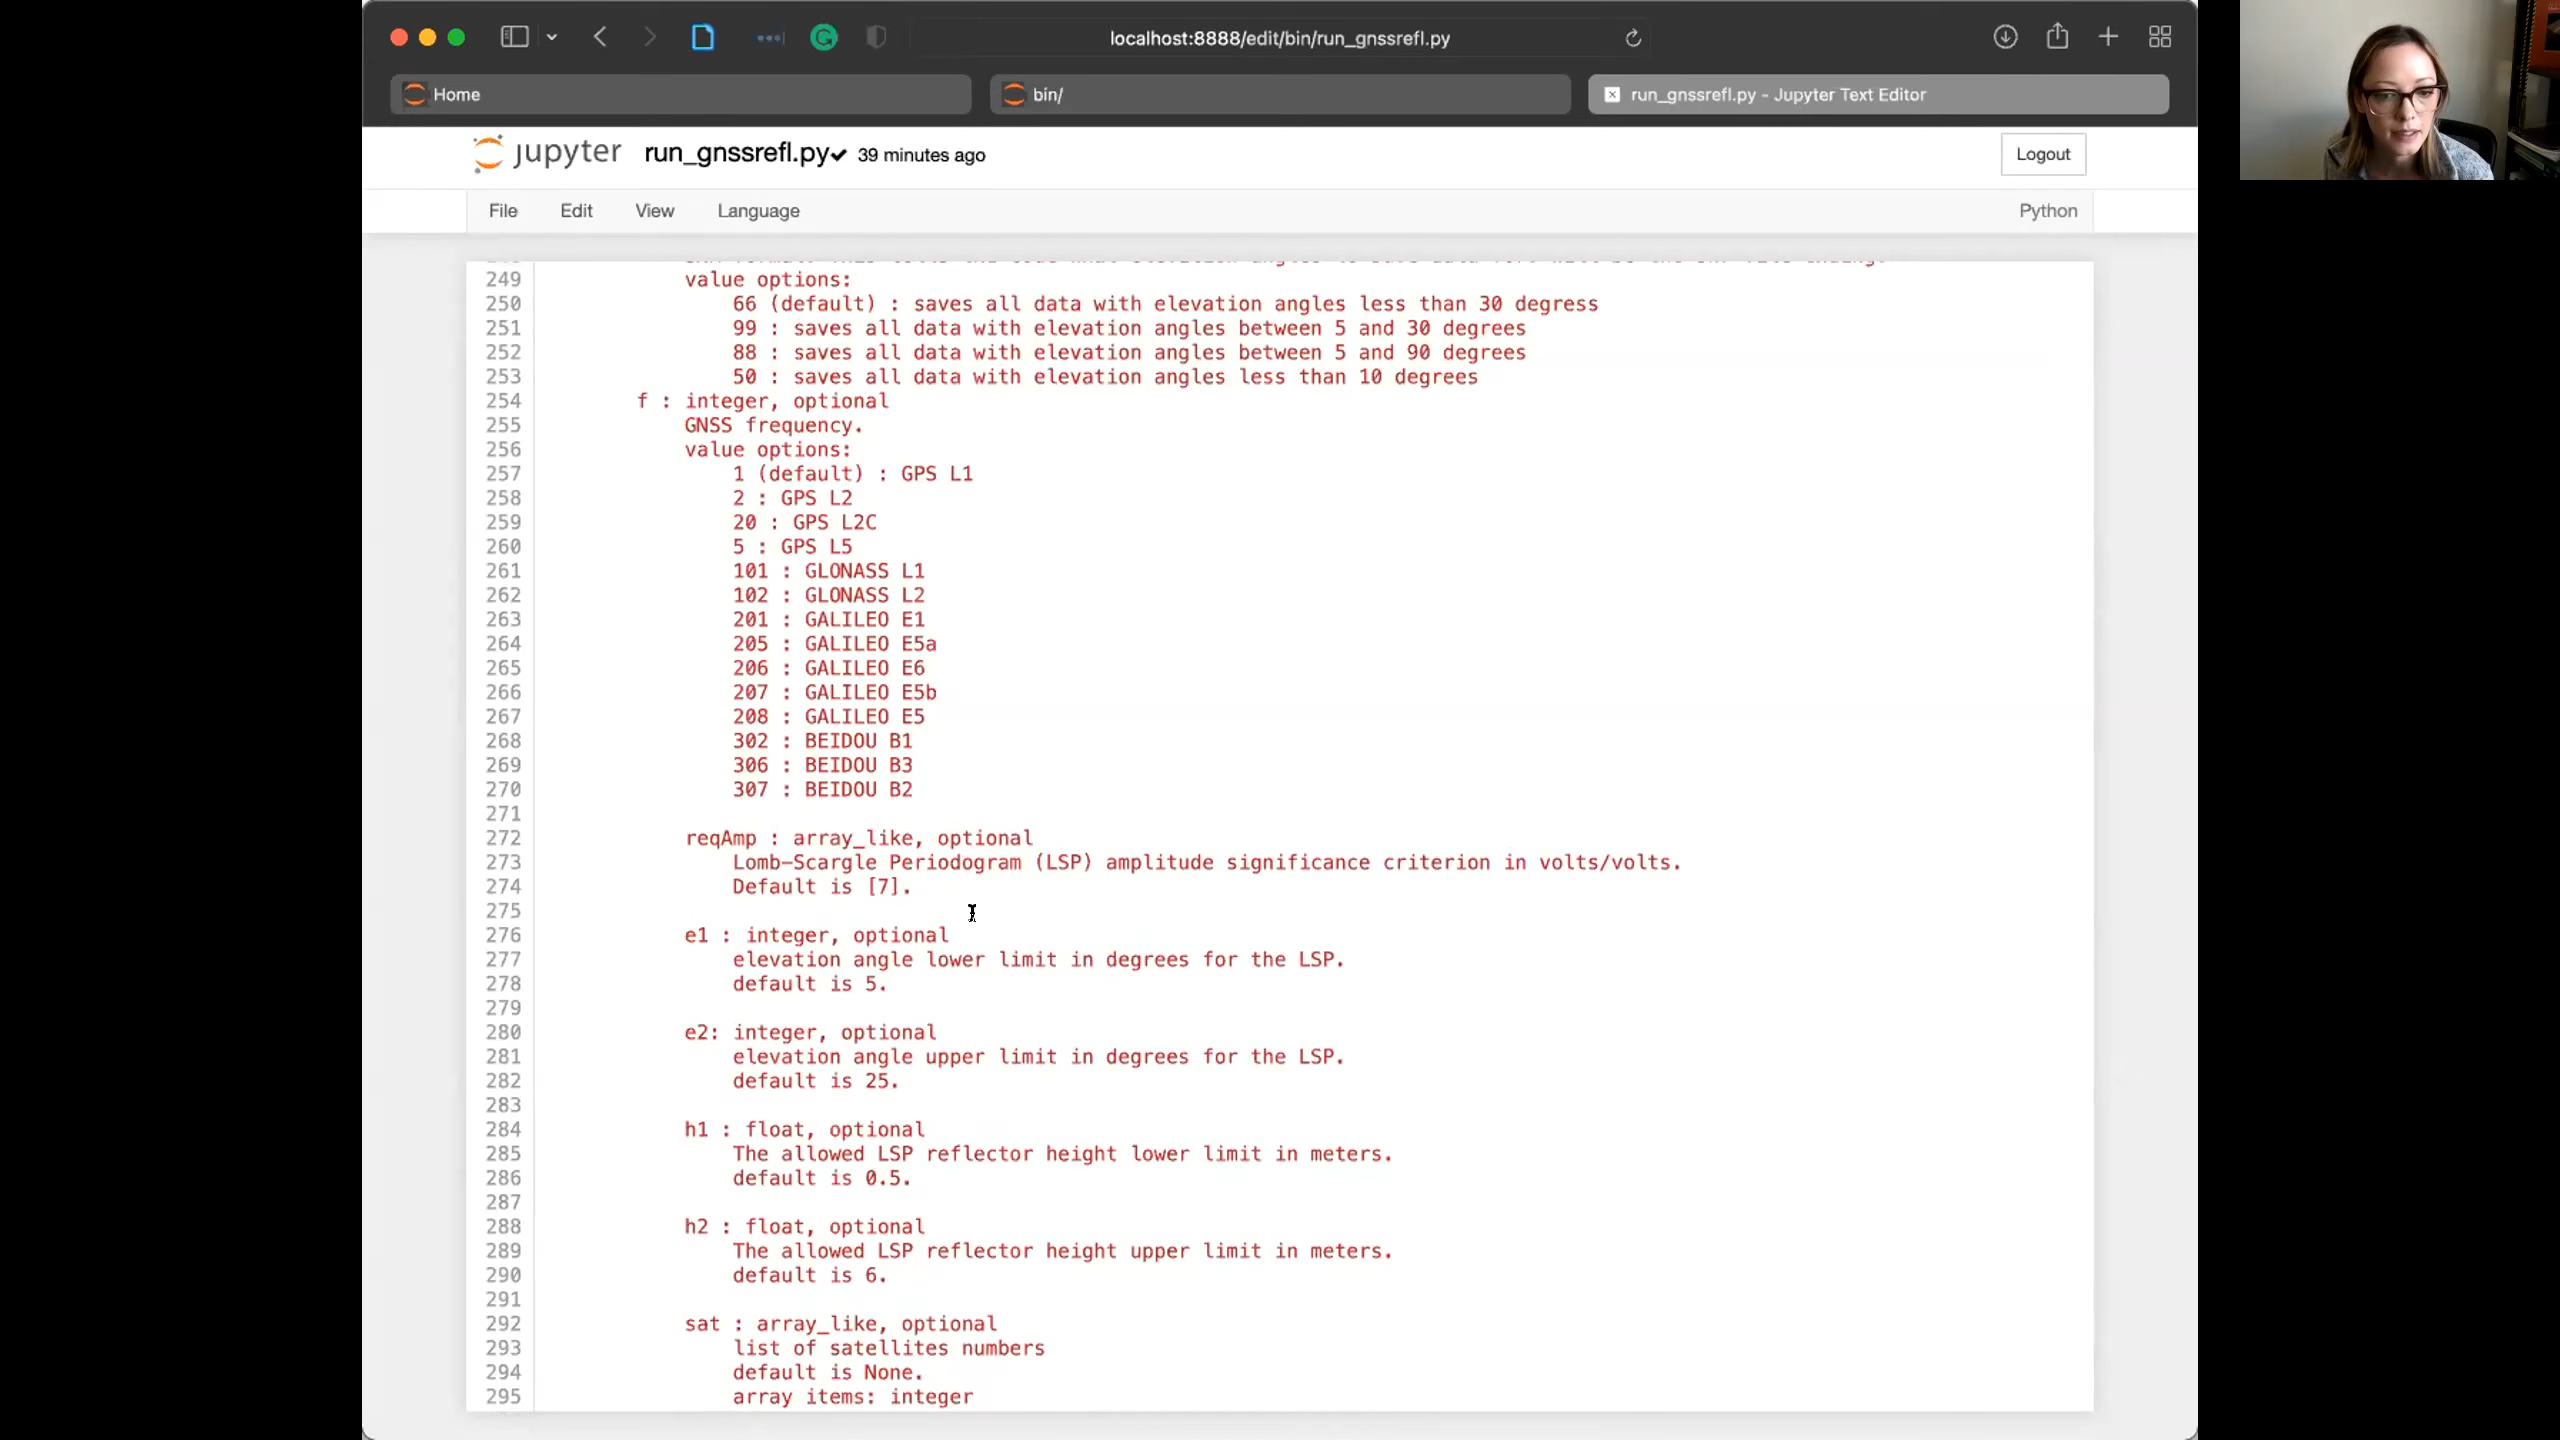 localhost:8888/edit/bin/run_gnssrefl.py
Home
bin/
run_gnssrefl.py - Jupyter Text Editor
jupyter run_gnssrefl.py✔ 39 minutes ago
Logout
File Edit View Language
Python
249 value options:
250 66 (default) : saves all data with elevation angles less than 30 degress
251 99 : saves all data with elevation angles between 5 and 30 degrees
252 88 : saves all data with elevation angles between 5 and 90 degrees
253 50 : saves all data with elevation angles less than 10 degrees
254 f : integer, optional
255 GNSS frequency.
256 value options:
257 1 (default) : GPS L1
258 2 : GPS L2
259 20 : GPS L2C
260 5 : GPS L5
261 101 : GLONASS L1
262 102 : GLONASS L2
263 201 : GALILEO E1
264 205 : GALILEO E5a
265 206 : GALILEO E6
266 207 : GALILEO E5b
267 208 : GALILEO E5
268 302 : BEIDOU B1
269 306 : BEIDOU B3
270 307 : BEIDOU B2
271
272 reqAmp : array_like, optional
273 Lomb-Scargle Periodogram (LSP) amplitude significance criterion in volts/volts.
274 Default is [7].
275
276 e1 : integer, optional
277 elevation angle lower limit in degrees for the LSP.
278 default is 5.
279
280 e2: integer, optional
281 elevation angle upper limit in degrees for the LSP.
282 default is 25.
283
284 h1 : float, optional
285 The allowed LSP reflector height lower limit in meters.
286 default is 0.5.
287
288 h2 : float, optional
289 The allowed LSP reflector height upper limit in meters.
290 default is 6.
291
292 sat : array_like, optional
293 list of satellites numbers
294 default is None.
295 array items: integer